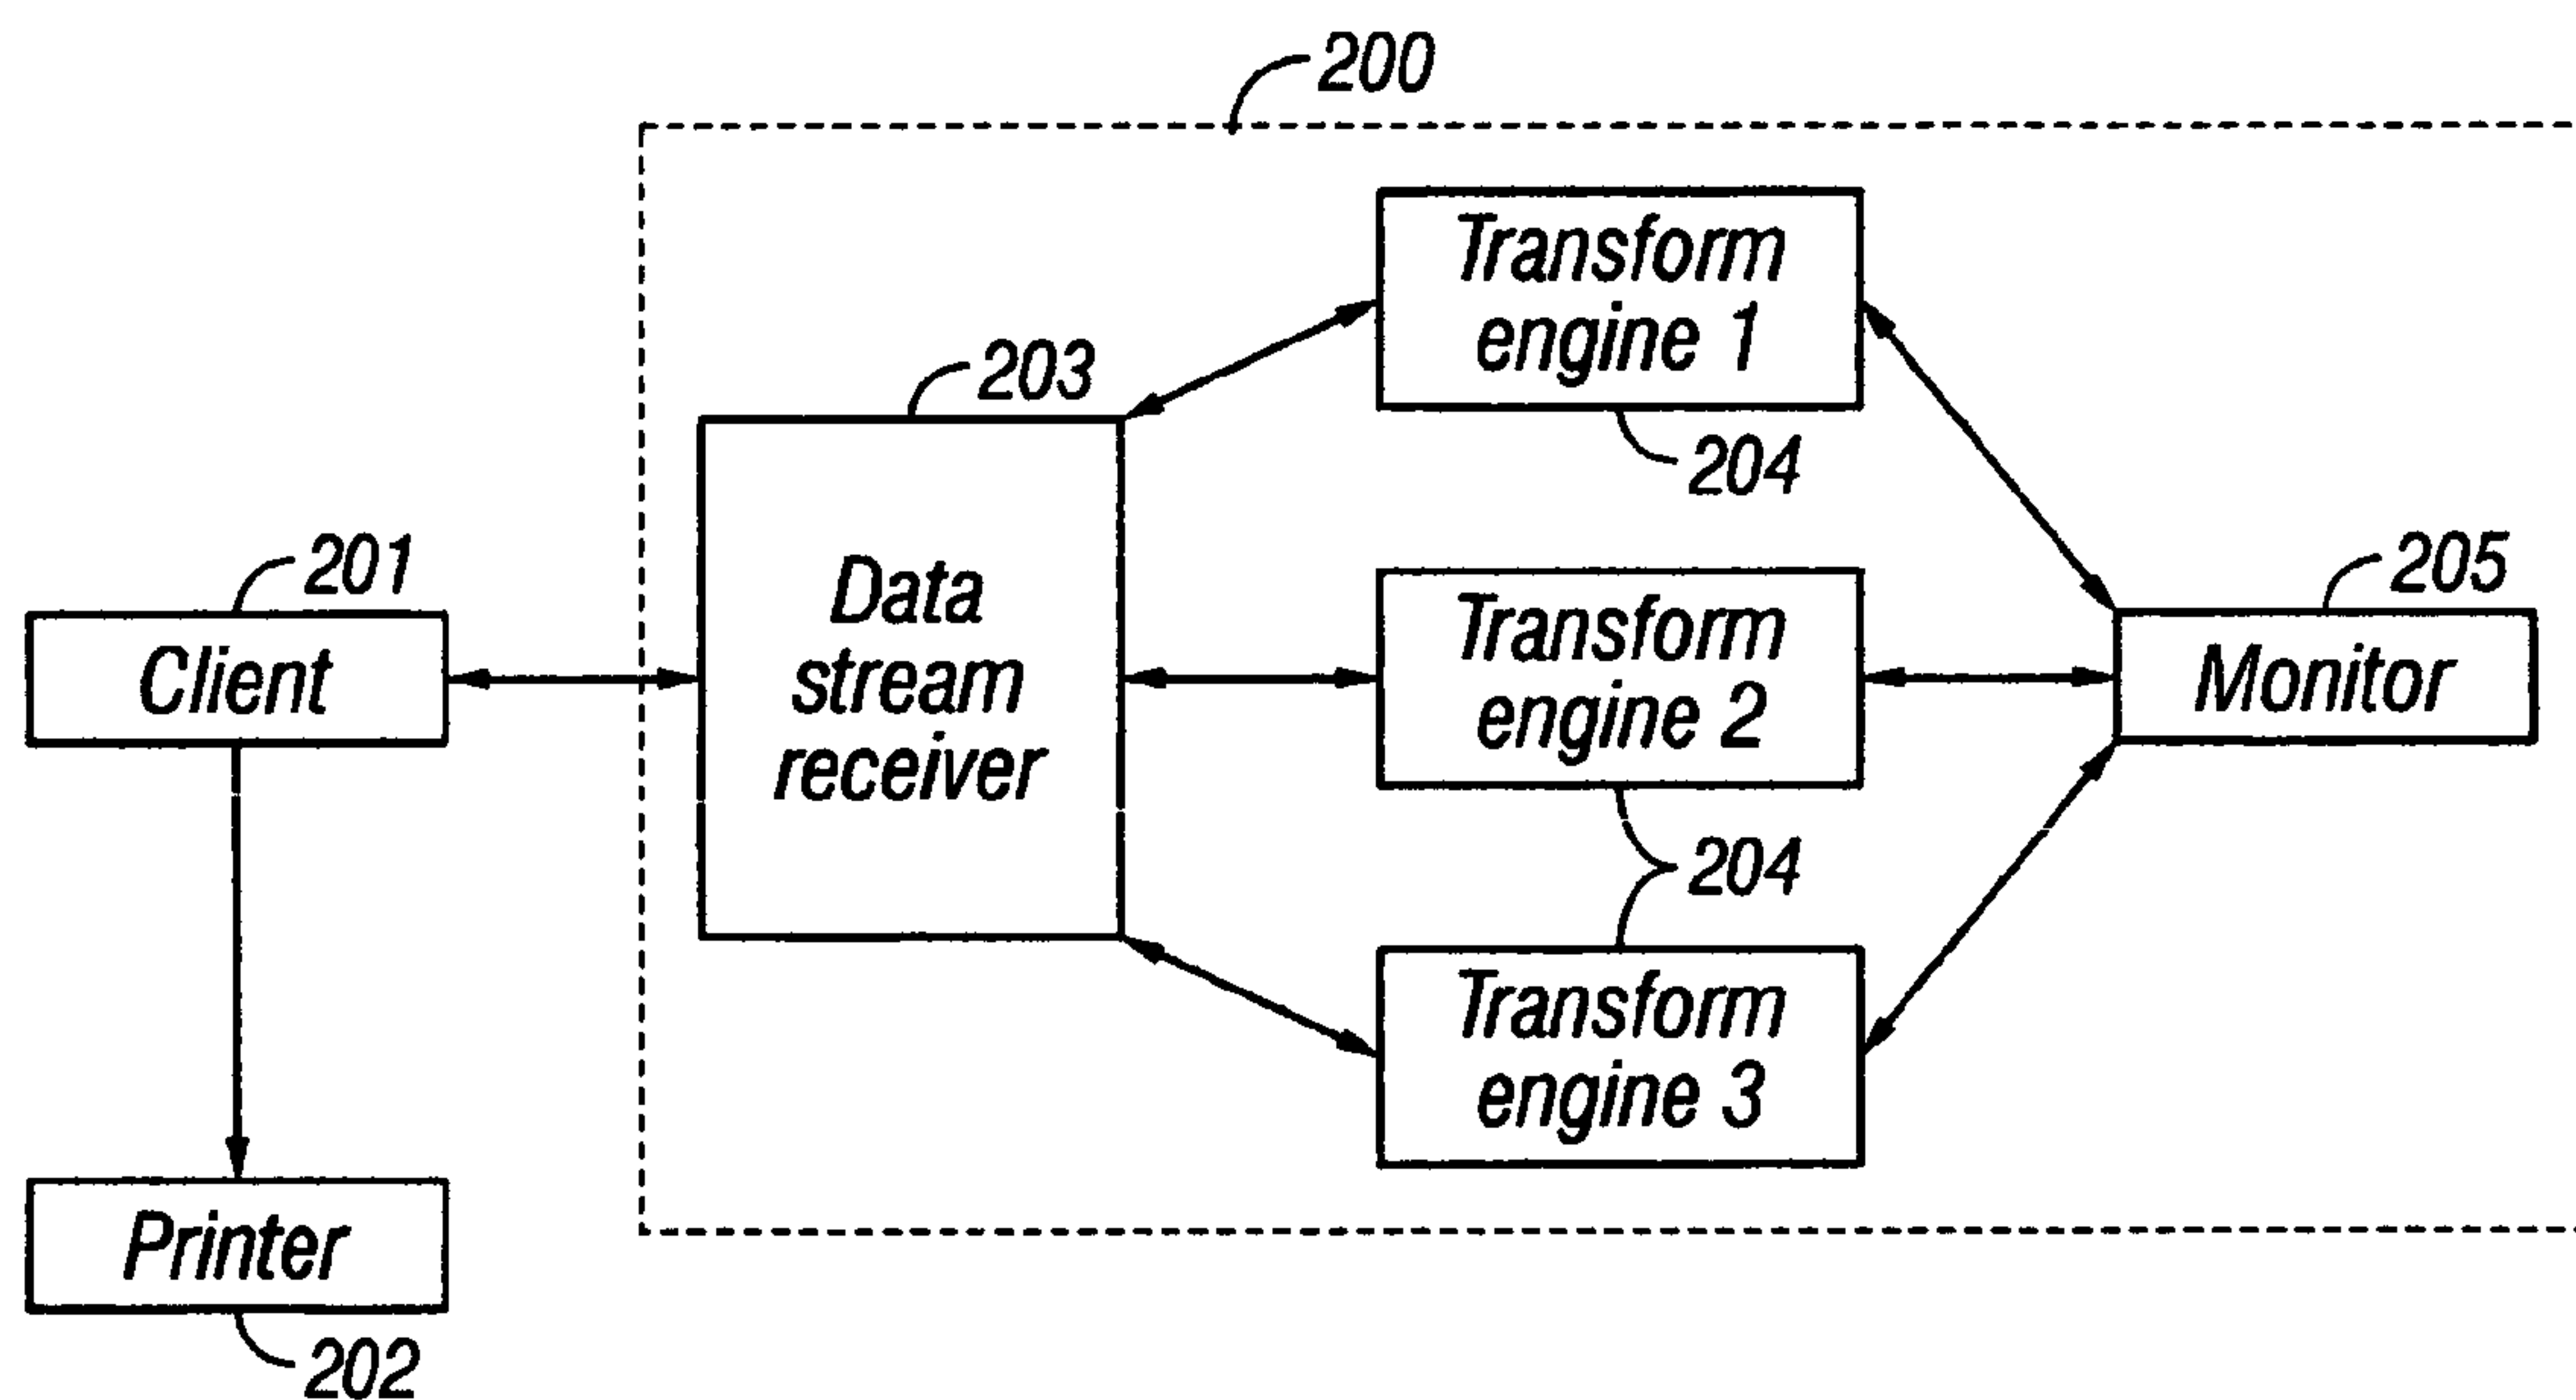 200
Transform
engine 1
204
203
Data
stream
receiver
201
Client
Transform
engine 2
204
205
Monitor
Transform
engine 3
Printer
202